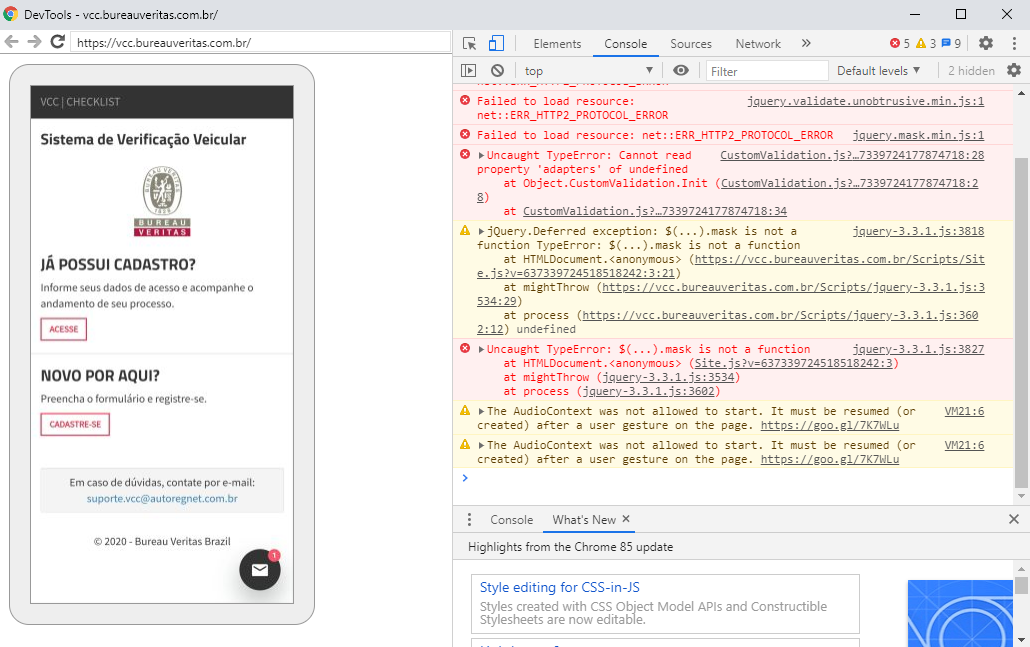 DevTools - vcc.bureauveritas.com.br/
https://vcc.bureauveritas.com.br/
VCC | CHECKLIST
Sistema de Verificação Veicular
1828
BUREAU
VERITAS
JÁ POSSUI CADASTRO?
Informe seus dados de acesso e acompanhe o
andamento de seu processo.
ACESSE
NOVO POR AQUI?
Preencha o formulário e registre-se.
CADASTRE-SE
Em caso de dúvidas, contate por e-mail:
suporte.vcc@autoregnet.com.br
© 2020 - Bureau Veritas Brazil
1
Elements Console Sources Network » 5 3 9
top Filter Default levels 2 hidden
Failed to load resource: jquery.validate.unobtrusive.min.js:1
net::ERR_HTTP2_PROTOCOL_ERROR
Failed to load resource: net::ERR_HTTP2_PROTOCOL_ERROR jquery.mask.min.js:1
Uncaught TypeError: Cannot read CustomValidation.js?…7339724177874718:28
property 'adapters' of undefined
at Object.CustomValidation.Init (CustomValidation.js?…7339724177874718:2
8)
at CustomValidation.js?…7339724177874718:34
jQuery.Deferred exception: $(...).mask is not a jquery-3.3.1.js:3818
function TypeError: $(...).mask is not a function
at HTMLDocument.<anonymous> (https://vcc.bureauveritas.com.br/Scripts/Sit
e.js?v=637339724518518242:3:21)
at mightThrow (https://vcc.bureauveritas.com.br/Scripts/jquery-3.3.1.js:3
534:29)
at process (https://vcc.bureauveritas.com.br/Scripts/jquery-3.3.1.js:360
2:12) undefined
Uncaught TypeError: $(...).mask is not a function jquery-3.3.1.js:3827
at HTMLDocument.<anonymous> (Site.js?v=637339724518518242:3)
at mightThrow (jquery-3.3.1.js:3534)
at process (jquery-3.3.1.js:3602)
The AudioContext was not allowed to start. It must be resumed (or VM21:6
created) after a user gesture on the page. https://goo.gl/7K7WLu
The AudioContext was not allowed to start. It must be resumed (or VM21:6
created) after a user gesture on the page. https://goo.gl/7K7WLu
Console What's New
Highlights from the Chrome 85 update
Style editing for CSS-in-JS
Styles created with CSS Object Model APIs and Constructible
Stylesheets are now editable.